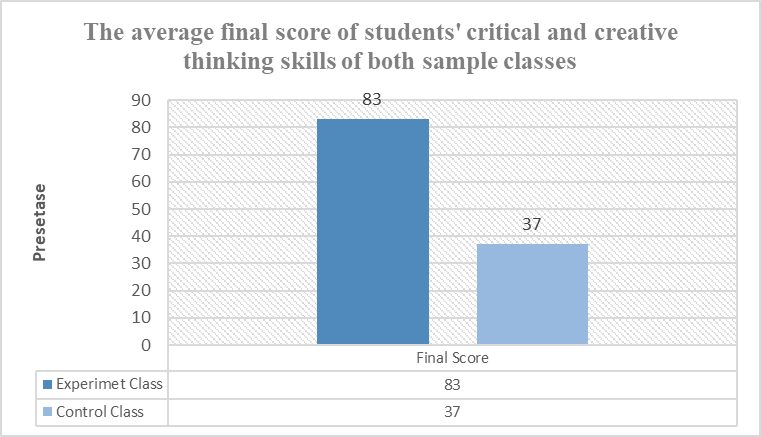 The average final score of students' critical and creative
thinking skills of both sample classes
Presetase
90
80
70
60
50
40
30
20
10
0
83
37
Final Score
Experimet Class 83
Control Class 37